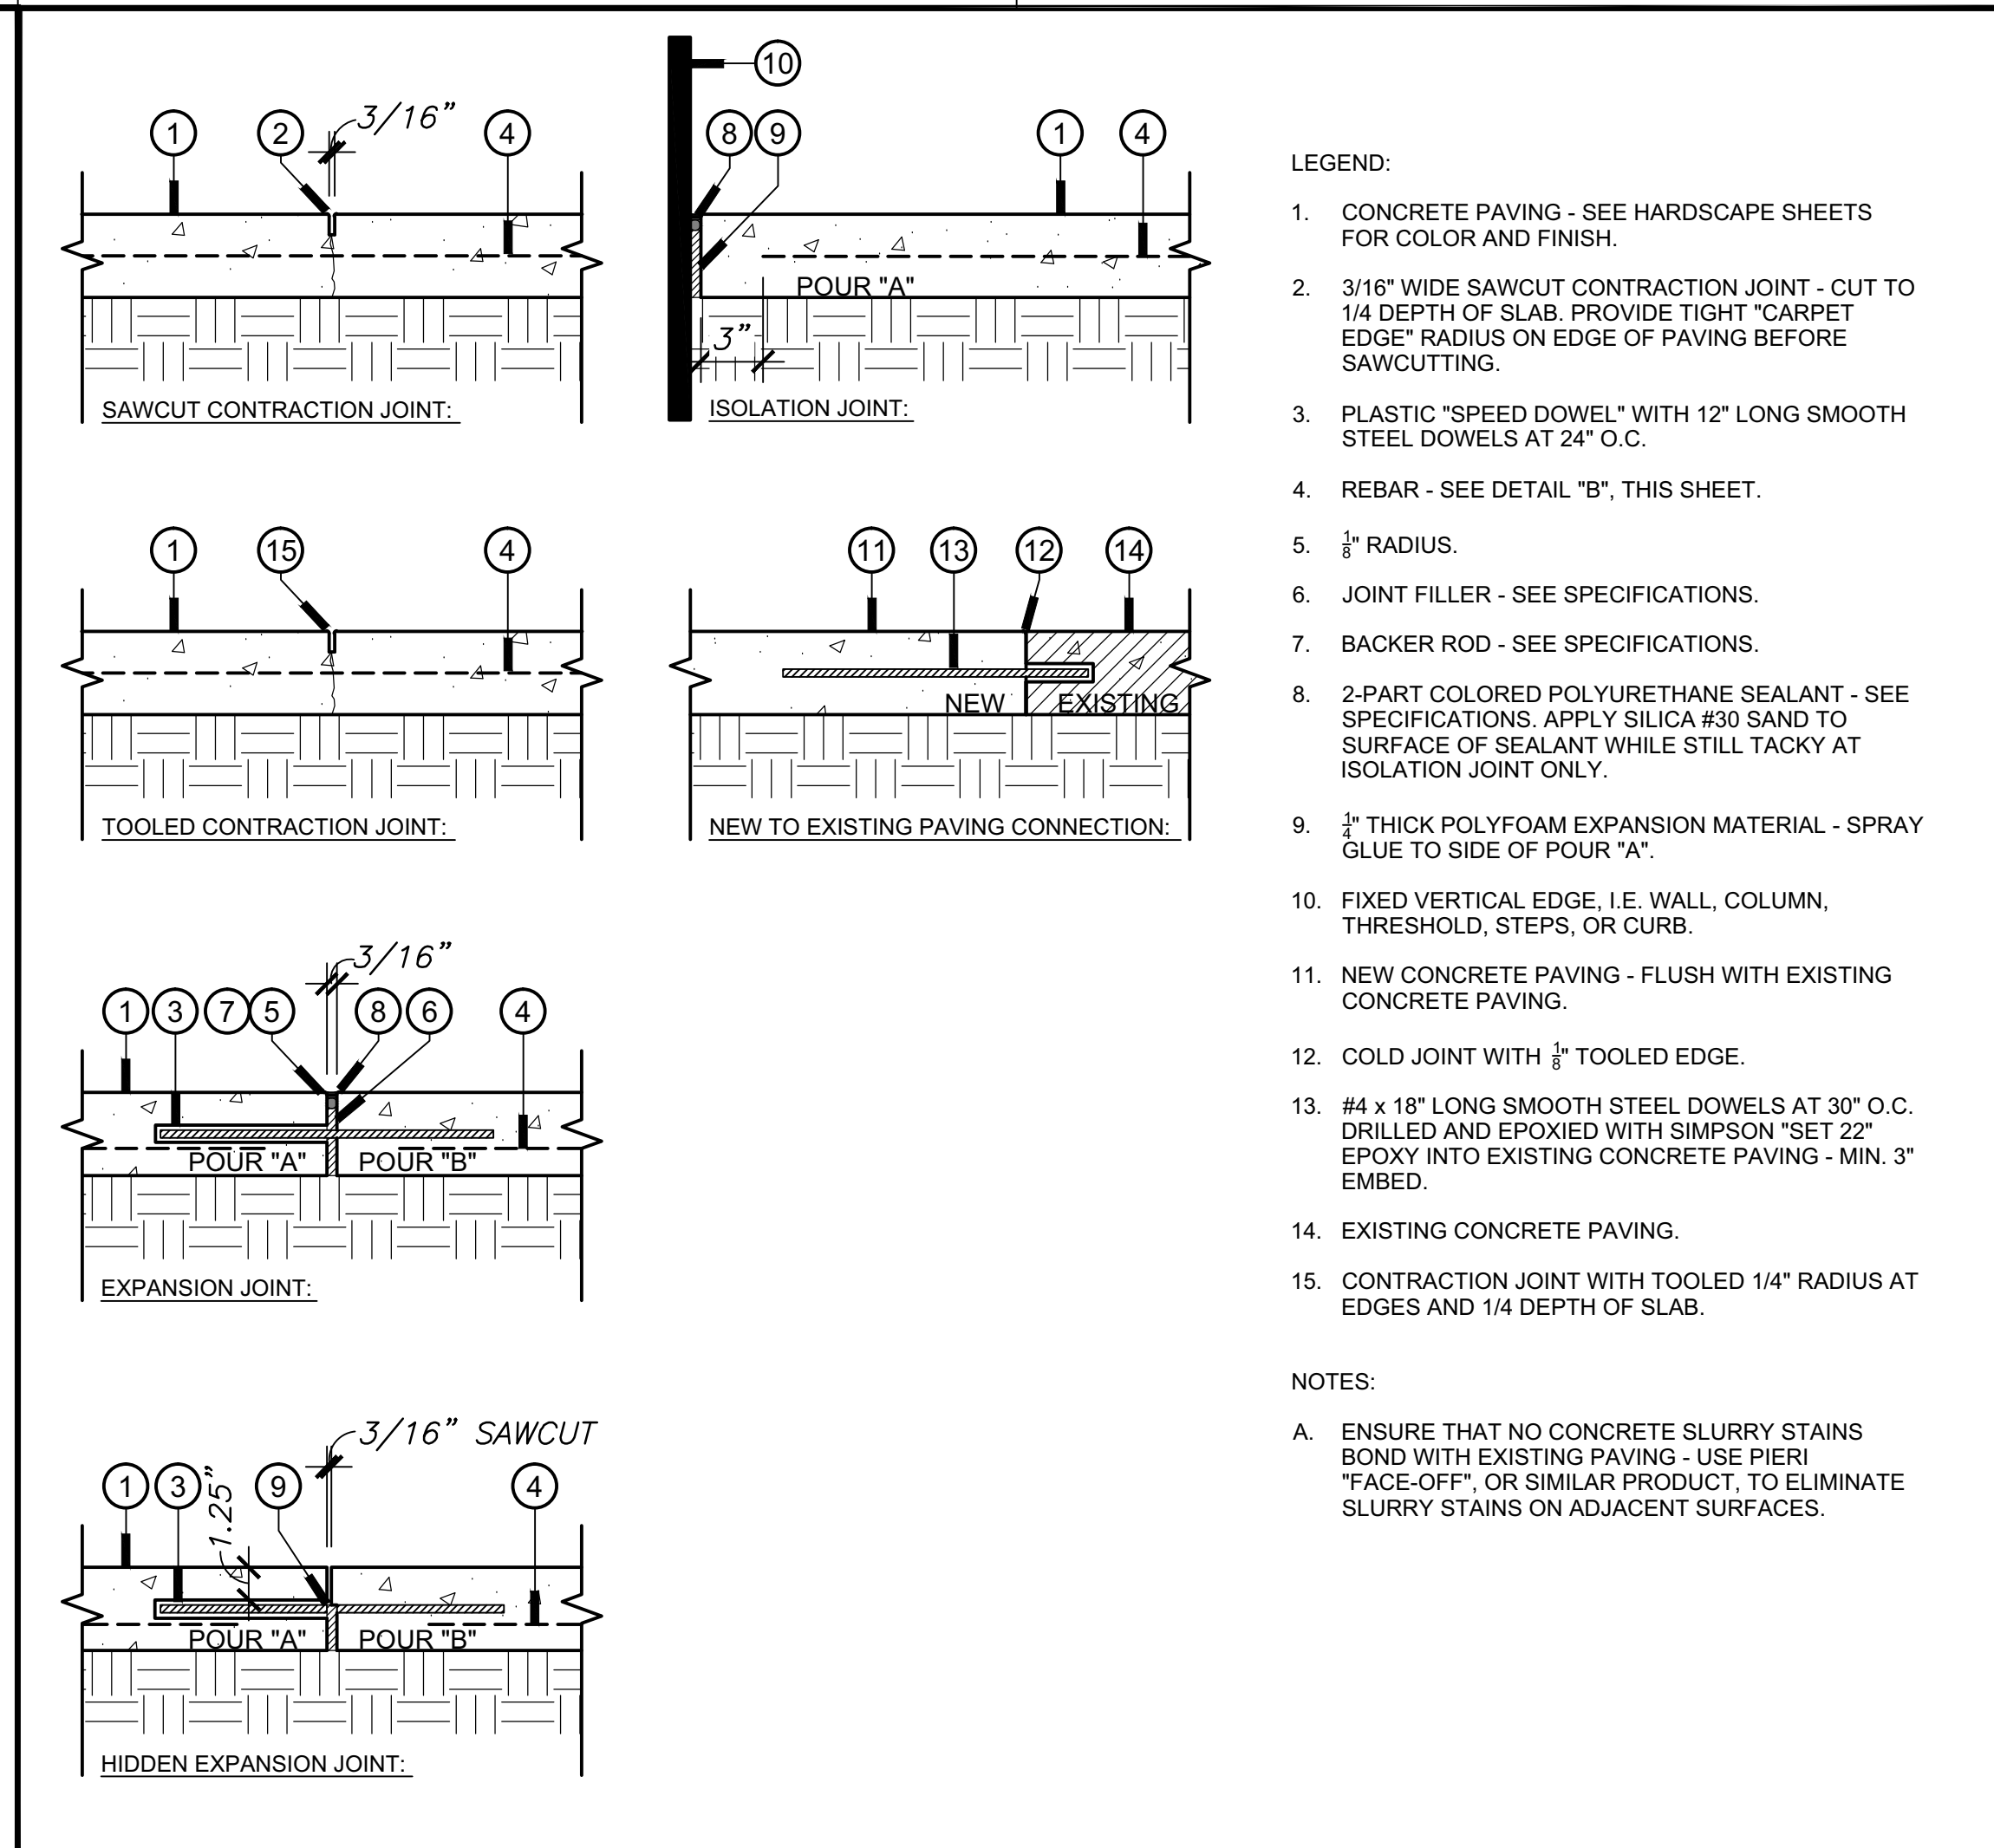 3/16"
1
2
4
SAWCUT CONTRACTION JOINT:
10
8
9
1
4
POUR "A"
3"
ISOLATION JOINT:
1
15
4
TOOLED CONTRACTION JOINT:
11
13
12
14
NEW
EXISTING
NEW TO EXISTING PAVING CONNECTION:
3/16"
1
3
7
5
8
6
4
POUR "A"
POUR "B"
EXPANSION JOINT:
3/16" SAWCUT
1
3
1.25"
9
4
POUR "A"
POUR "B"
HIDDEN EXPANSION JOINT:
LEGEND:
1. CONCRETE PAVING - SEE HARDSCAPE SHEETS
FOR COLOR AND FINISH.
2. 3/16" WIDE SAWCUT CONTRACTION JOINT - CUT TO
1/4 DEPTH OF SLAB. PROVIDE TIGHT "CARPET
EDGE" RADIUS ON EDGE OF PAVING BEFORE
SAWCUTTING.
3. PLASTIC "SPEED DOWEL" WITH 12" LONG SMOOTH
STEEL DOWELS AT 24" O.C.
4. REBAR - SEE DETAIL "B", THIS SHEET.
5. 1/8" RADIUS.
6. JOINT FILLER - SEE SPECIFICATIONS.
7. BACKER ROD - SEE SPECIFICATIONS.
8. 2-PART COLORED POLYURETHANE SEALANT - SEE
SPECIFICATIONS. APPLY SILICA #30 SAND TO
SURFACE OF SEALANT WHILE STILL TACKY AT
ISOLATION JOINT ONLY.
9. 1/4" THICK POLYFOAM EXPANSION MATERIAL - SPRAY
GLUE TO SIDE OF POUR "A".
10. FIXED VERTICAL EDGE, I.E. WALL, COLUMN,
THRESHOLD, STEPS, OR CURB.
11. NEW CONCRETE PAVING - FLUSH WITH EXISTING
CONCRETE PAVING.
12. COLD JOINT WITH 1/8" TOOLED EDGE.
13. #4 x 18" LONG SMOOTH STEEL DOWELS AT 30" O.C.
DRILLED AND EPOXIED WITH SIMPSON "SET 22"
EPOXY INTO EXISTING CONCRETE PAVING - MIN. 3"
EMBED.
14. EXISTING CONCRETE PAVING.
15. CONTRACTION JOINT WITH TOOLED 1/4" RADIUS AT
EDGES AND 1/4 DEPTH OF SLAB.
NOTES:
A. ENSURE THAT NO CONCRETE SLURRY STAINS
BOND WITH EXISTING PAVING - USE PIERI
"FACE-OFF", OR SIMILAR PRODUCT, TO ELIMINATE
SLURRY STAINS ON ADJACENT SURFACES.